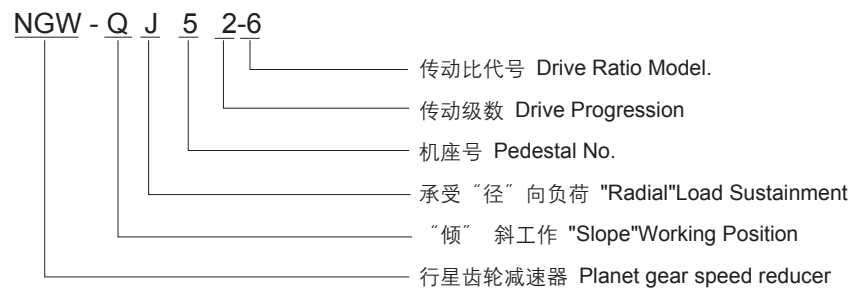 NGW - Q J 5 2-6
传动比代号 Drive Ratio Model.
传动级数 Drive Progression
机座号 Pedestal No.
承受“径”向负荷 "Radial"Load Sustainment
“倾” 斜工作 "Slope"Working Position
行星齿轮减速器 Planet gear speed reducer